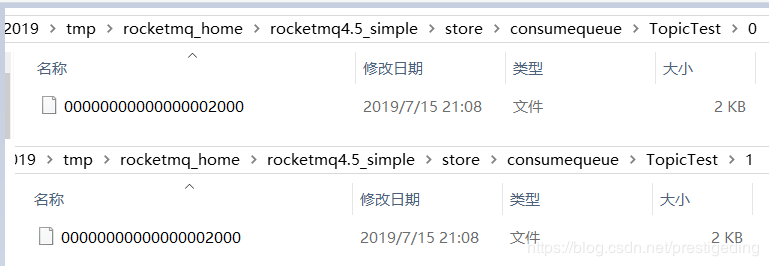 2019 > tmp > rocketmq_home > rocketmq4.5_simple > store > consumequeue > TopicTest > 0
名称 修改日期 类型 大小
00000000000000002000 2019/7/15 21:08 文件 2 KB
019 > tmp > rocketmq_home > rocketmq4.5_simple > store > consumequeue > TopicTest > 1
名称 修改日期 类型 大小
00000000000000002000 2019/7/15 21:08 文件 2 KB
https://blog.csdn.net/prestigeding